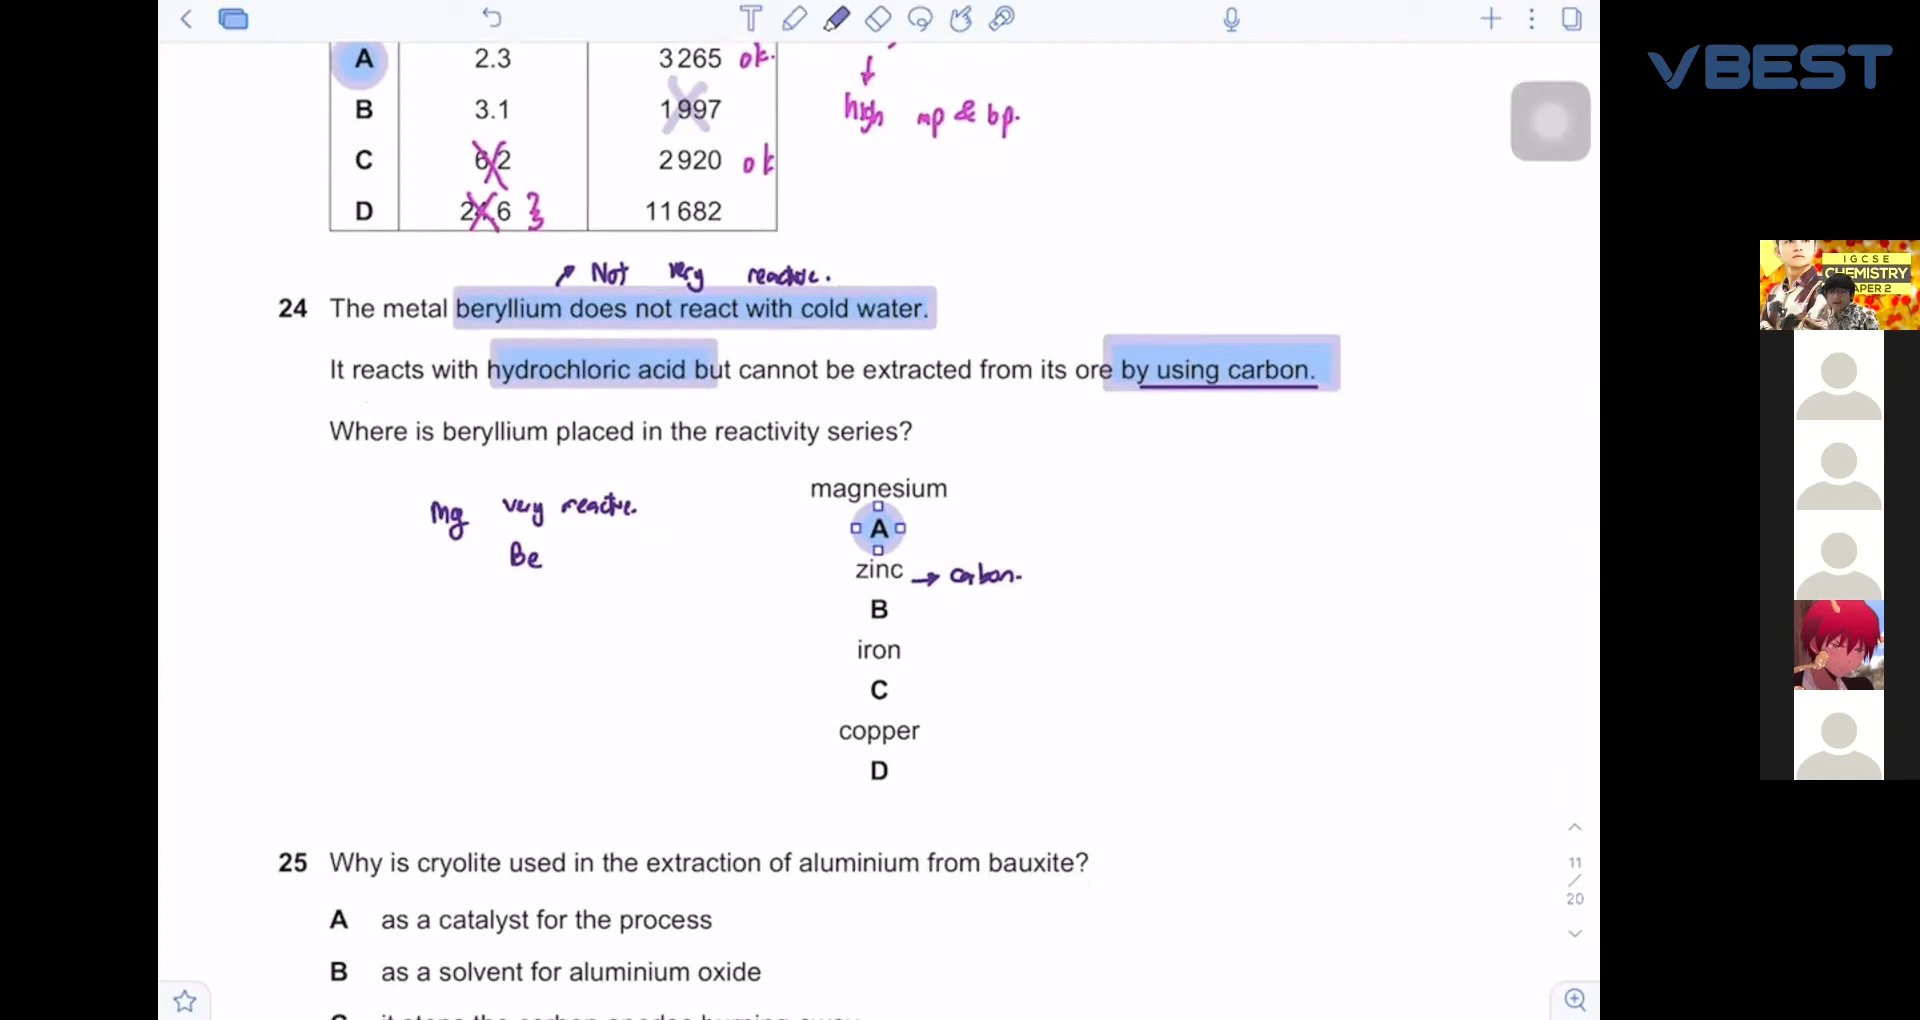 VBEST
A 2.3 3265 ok.
high mp & bp.
B 3.1 1997
C 6.2 2920 ok
D 11682
IGCSE
CHEMISTRY
PAPER 2
Not very reactive.
24 The metal beryllium does not react with cold water.
It reacts with hydrochloric acid but cannot be extracted from its ore by using carbon.
Where is beryllium placed in the reactivity series?
magnesium
Mg very reactive.
A
Be
zinc → carbon.
B
iron
C
copper
D
25 Why is cryolite used in the extraction of aluminium from bauxite?
A as a catalyst for the process
B as a solvent for aluminium oxide
11
/
20